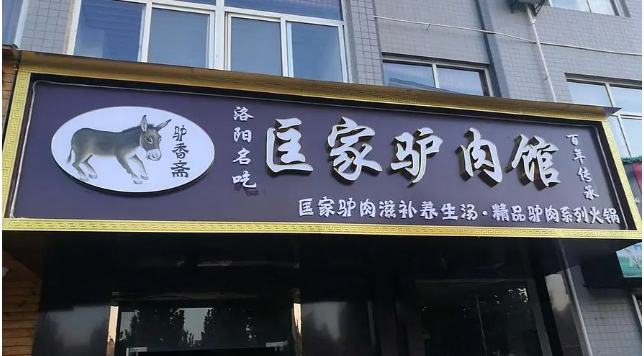 驴香斋
洛阳名吃
匡家驴肉馆
百年传承
匡家驴肉滋补养生汤·精品驴肉系列火锅